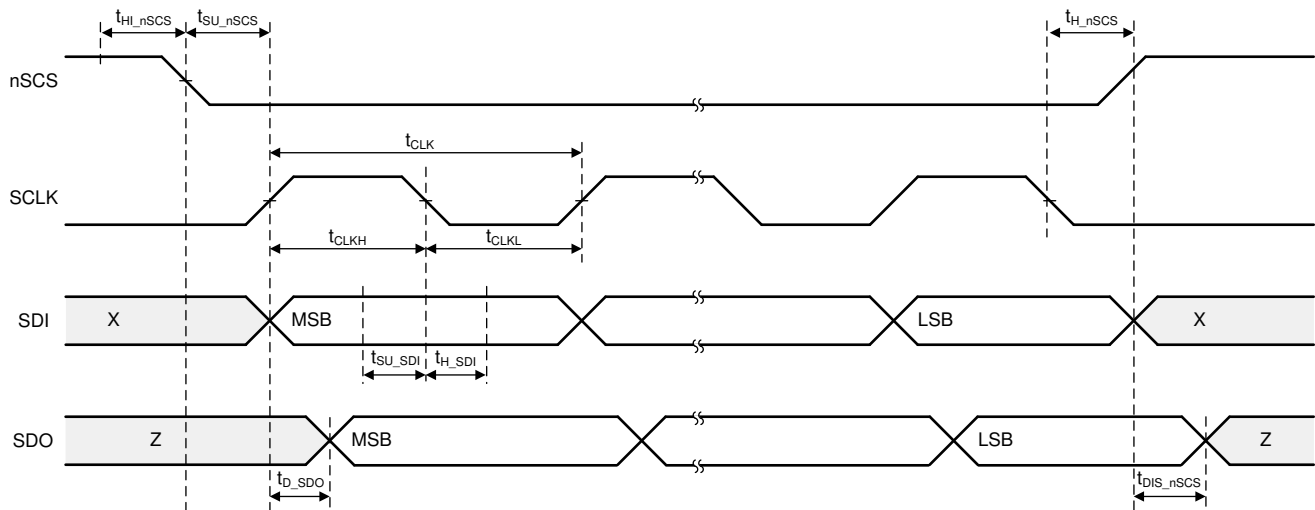 tHI_nSCS tSU_nSCS tH_nSCS
nSCS
tCLK
SCLK
tCLKH tCLKL
SDI X MSB LSB X
tSU_SDI tH_SDI
SDO Z MSB LSB Z
tD_SDO tDIS_nSCS